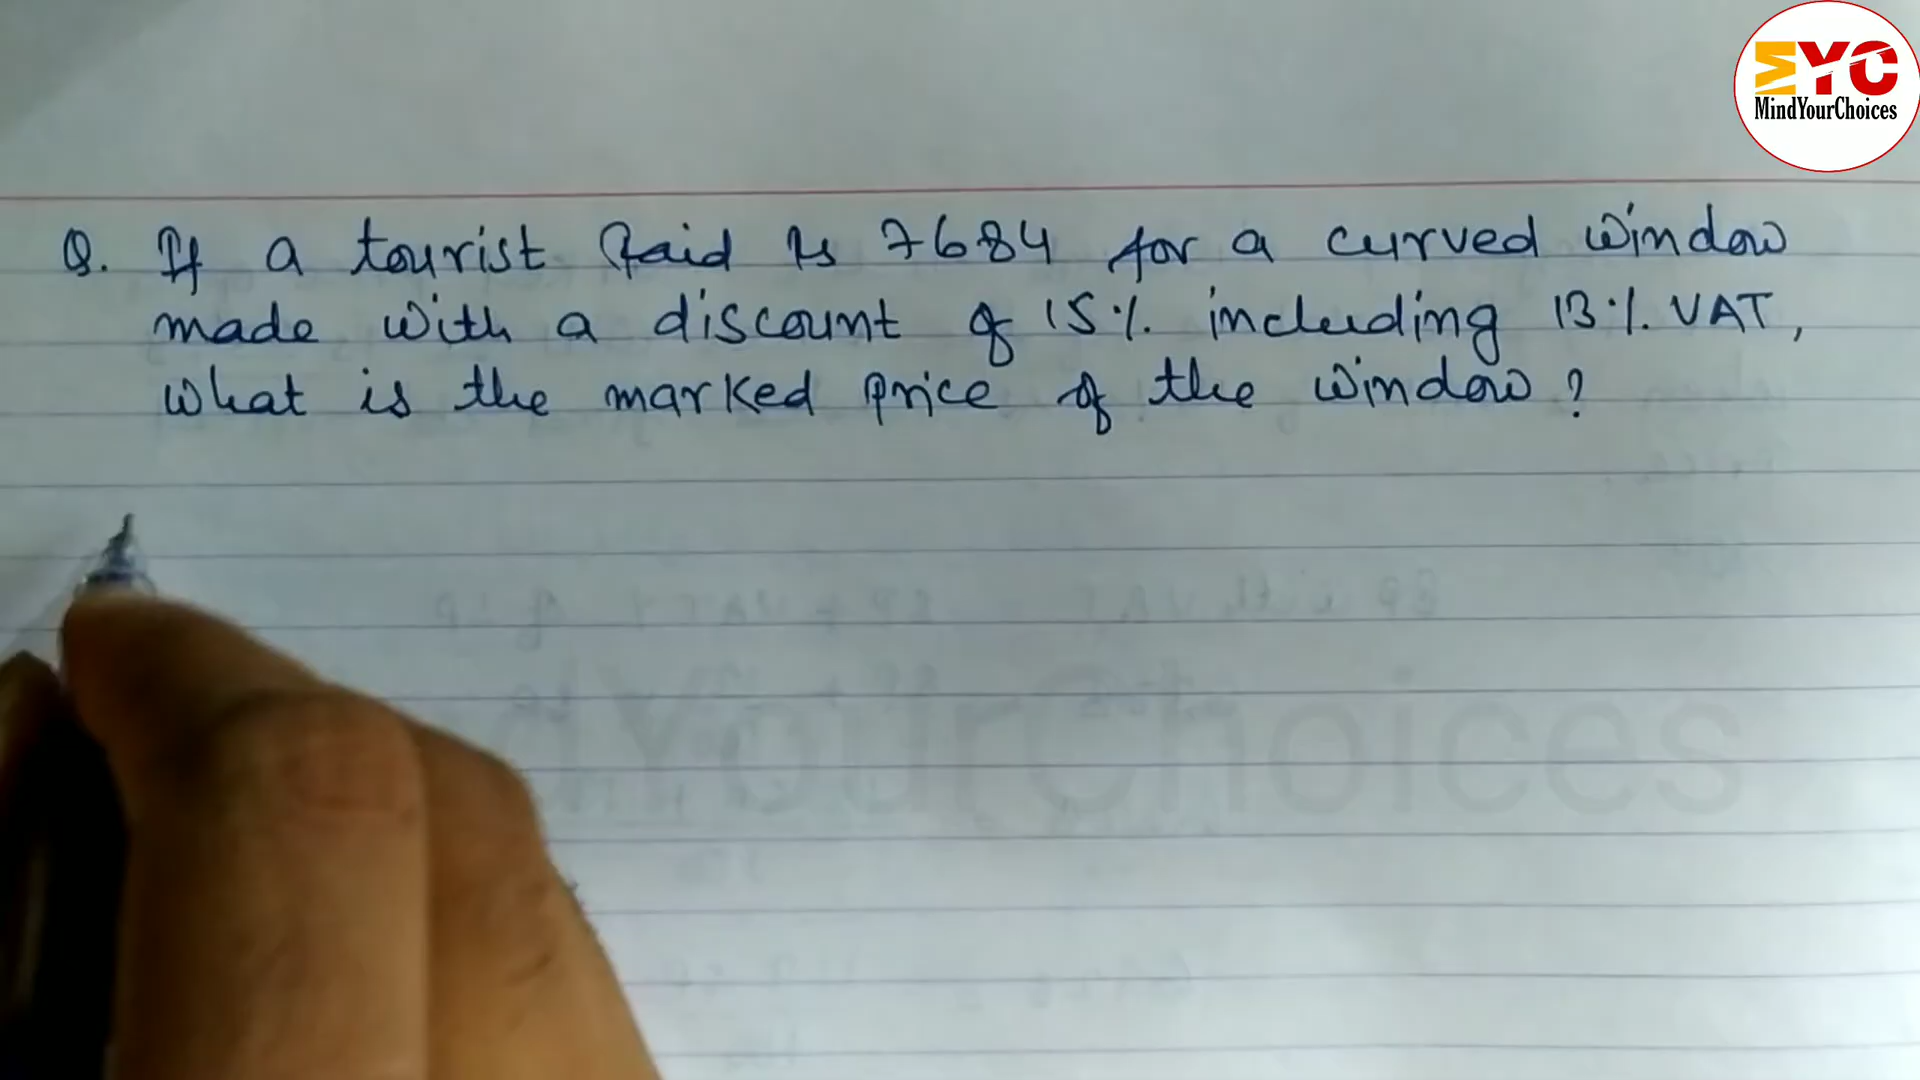 MYC
MindYourChoices
Q. If a tourist Paid Rs 7684 for a curved window
made with a discount of 15% including 13% VAT,
what is the marked price of the window?
dYourChoices